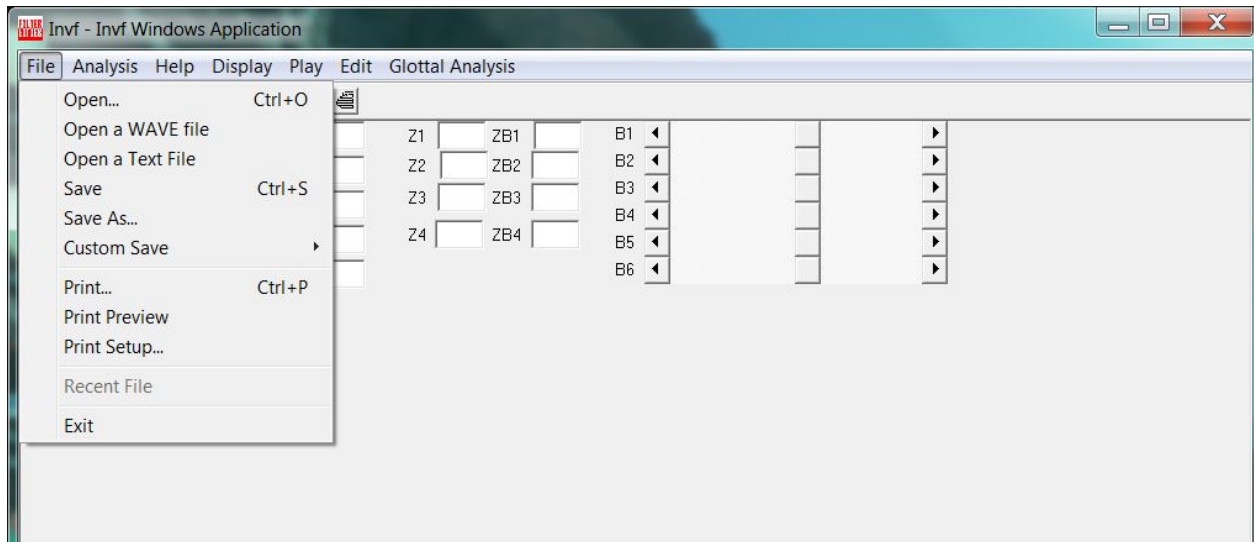 Invf - Invf Windows Application
File Analysis Help Display Play Edit Glottal Analysis
Open... Ctrl+O
Open a WAVE file
Open a Text File
Save Ctrl+S
Save As...
Custom Save
Print... Ctrl+P
Print Preview
Print Setup...
Recent File
Exit
Z1 ZB1
Z2 ZB2
Z3 ZB3
Z4 ZB4
B1
B2
B3
B4
B5
B6